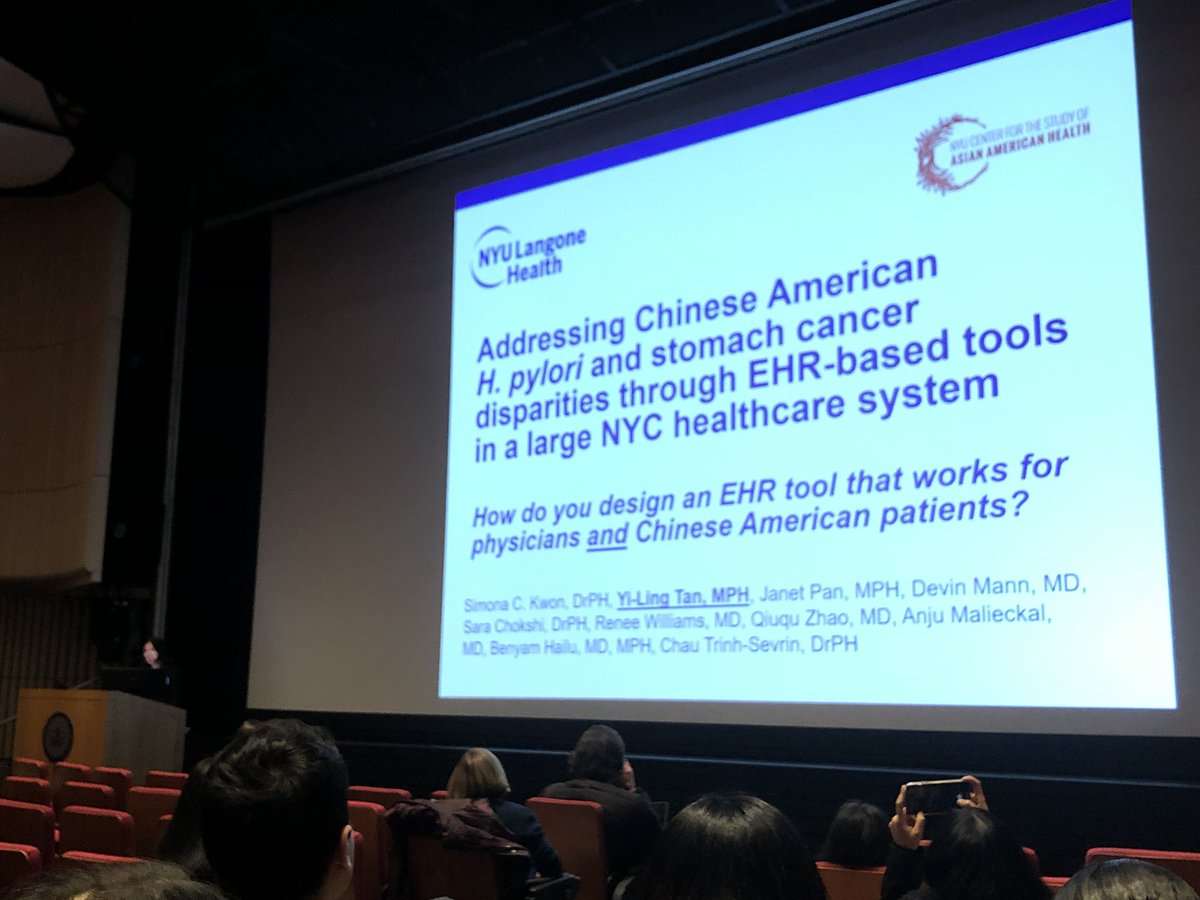 NYU CENTER FOR THE STUDY OF
ASIAN AMERICAN HEALTH
NYU Langone
Health
Addressing Chinese American
H. pylori and stomach cancer
disparities through EHR-based tools
in a large NYC healthcare system
How do you design an EHR tool that works for
physicians and Chinese American patients?
Simona C. Kwon, DrPH, Yi-Ling Tan, MPH, Janet Pan, MPH, Devin Mann, MD,
Sara Chokshi, DrPH, Renee Williams, MD, Qiuqu Zhao, MD, Anju Malieckal,
MD, Benyam Hailu, MD, MPH, Chau Trinh-Sevrin, DrPH